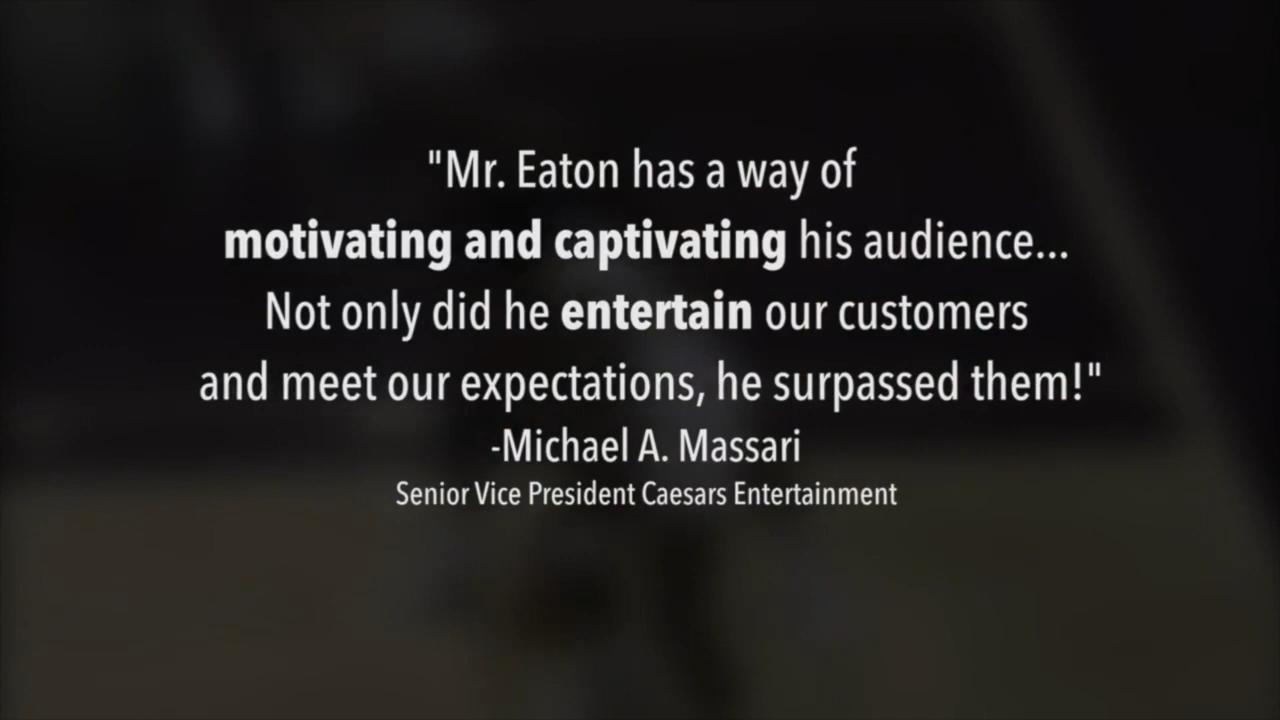 "Mr. Eaton has a way of
motivating and captivating his audience...
Not only did he entertain our customers
and meet our expectations, he surpassed them!"
-Michael A. Massari
Senior Vice President Caesars Entertainment